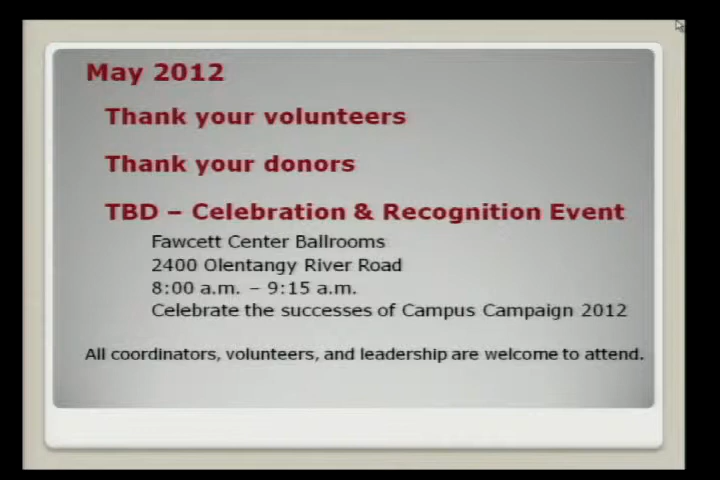 May 2012
Thank your volunteers
Thank your donors
TBD – Celebration & Recognition Event
Fawcett Center Ballrooms
2400 Olentangy River Road
8:00 a.m. – 9:15 a.m.
Celebrate the successes of Campus Campaign 2012
All coordinators, volunteers, and leadership are welcome to attend.